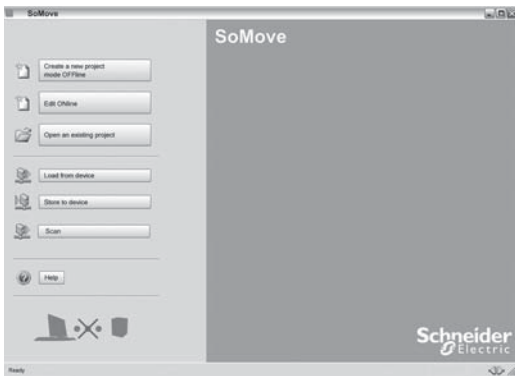 SoMove
SoMove
Create a new project
mode OFFline
Edit ONline
Open an existing project
Load from device
Store to device
Scan
Help
Schneider
Electric
Ready